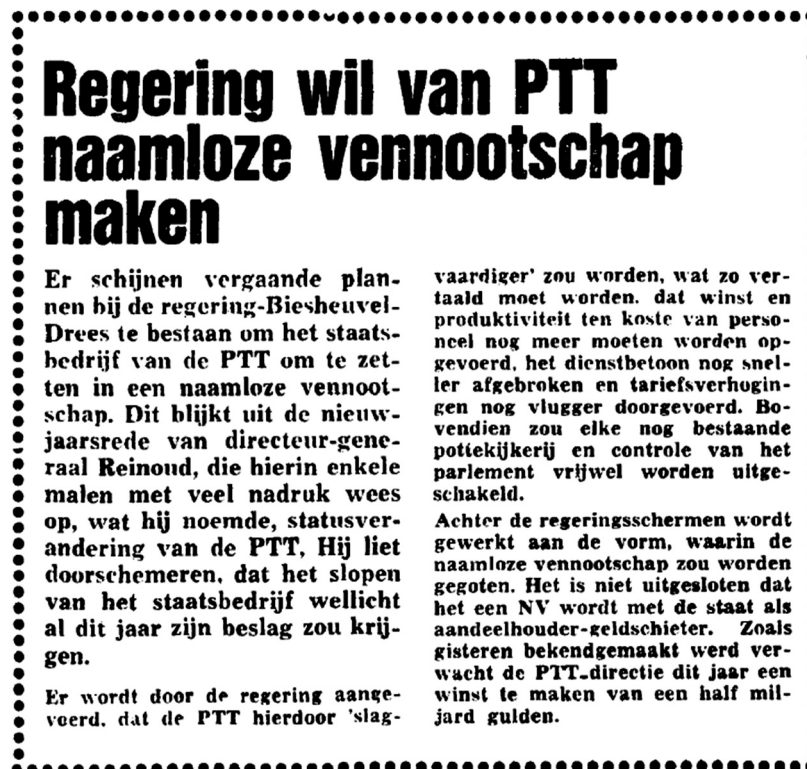 Regering wil van PTT
naamloze vennootschap
maken
Er schijnen vergaande plan-
nen bij de regering-Biesheuvel-
Drees te bestaan om het staats-
bedrijf van de PTT om te zet-
ten in een naamloze vennoot-
schap. Dit blijkt uit de nieuw-
jaarsrede van directeur-gene-
raal Reinoud, die hierin enkele
malen met veel nadruk wees
op, wat hij noemde, statusver-
andering van de PTT, Hij liet
doorschemeren, dat het slopen
van het staatsbedrijf wellicht
al dit jaar zijn beslag zou krij-
gen.
Er wordt door de regering aange-
voerd, dat de PTT hierdoor 'slag-
vaardiger' zou worden, wat zo ver-
taald moet worden. dat winst en
produktiviteit ten koste van perso-
neel nog meer moeten worden op-
gevoerd, het dienstbetoon nog snel-
ler afgebroken en tariefsverhogin-
gen nog vlugger doorgevoerd. Bo-
vendien zou elke nog bestaande
pottekijkerij en controle van het
parlement vrijwel worden uitge-
schakeld.
Achter de regeringsschermen wordt
gewerkt aan de vorm, waarin de
naamloze vennootschap zou worden
gegoten. Het is niet uitgesloten dat
het een NV wordt met de staat als
aandeelhouder-geldschieter. Zoals
gisteren bekendgemaakt werd ver-
wacht de PTT-directie dit jaar een
winst te maken van een half mil-
jard gulden.